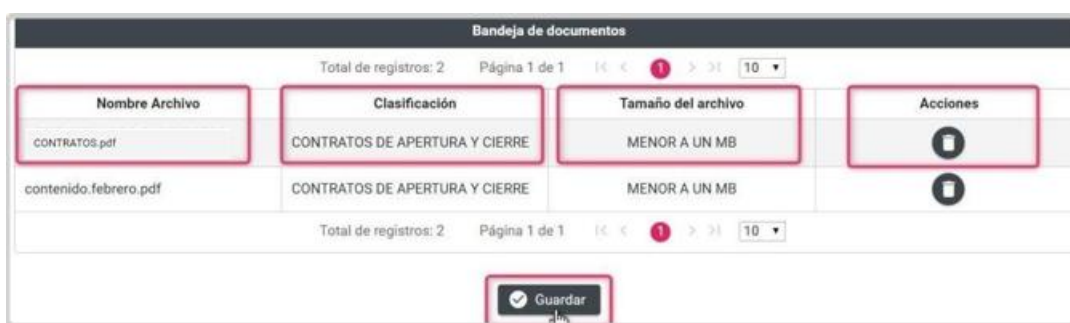 Bandeja de documentos
Total de registros: 2 Página 1 de 1 1 10
Nombre Archivo Clasificación Tamaño del archivo Acciones
CONTRATOS.pdf CONTRATOS DE APERTURA Y CIERRE MENOR A UN MB
contenido.febrero.pdf CONTRATOS DE APERTURA Y CIERRE MENOR A UN MB
Total de registros: 2 Página 1 de 1 1 10
Guardar